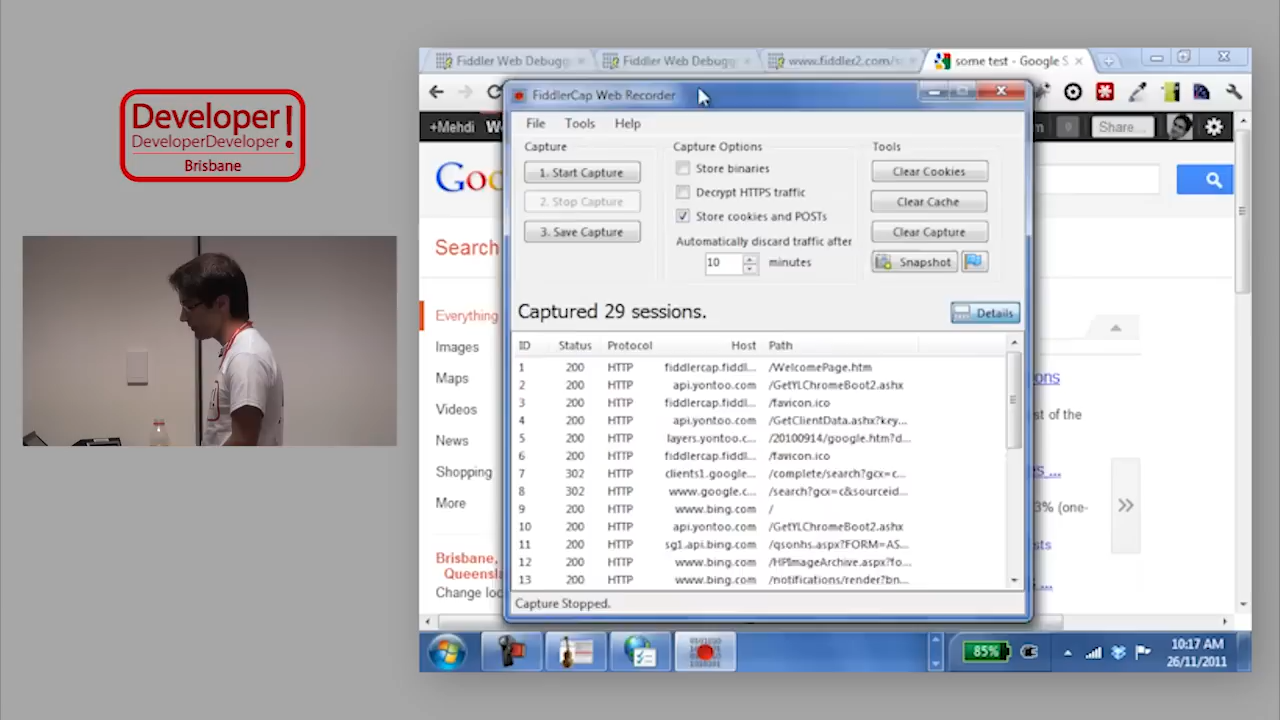 Developer!
DeveloperDeveloper
Brisbane
Fiddler Web Debugg
Fiddler Web Debugg
www.fiddler2.com/
some test - Google S
FiddlerCap Web Recorder
+Mehdi
Share...
File Tools Help
Capture
1. Start Capture
2. Stop Capture
3. Save Capture
Capture Options
Store binaries
Decrypt HTTPS traffic
Store cookies and POSTs
Automatically discard traffic after
10 minutes
Tools
Clear Cookies
Clear Cache
Clear Capture
Snapshot
Captured 29 sessions.
Details
ID Status Protocol Host Path
1 200 HTTP fiddlercap.fiddl... /WelcomePage.htm
2 200 HTTP api.yontoo.com /GetYLChromeBoot2.ashx
3 200 HTTP fiddlercap.fiddl... /favicon.ico
4 200 HTTP api.yontoo.com /GetClientData.ashx?key...
5 200 HTTP layers.yontoo.c... /20100914/google.htm?d...
6 200 HTTP fiddlercap.fiddl... /favicon.ico
7 302 HTTP clients1.google... /complete/search?gcx=c...
8 302 HTTP www.google.c... /search?gcx=c&sourceid...
9 200 HTTP www.bing.com /
10 200 HTTP api.yontoo.com /GetYLChromeBoot2.ashx
11 200 HTTP sg1.api.bing.com /qsonhs.aspx?FORM=AS...
12 200 HTTP www.bing.com /HPImageArchive.aspx?fo...
13 200 HTTP www.bing.com /notifications/render?bn...
Capture Stopped.
Goo
Search
Everything
Images
Maps
Videos
News
Shopping
More
Brisbane,
Queensla
Change loc
ons
st of the
es ...
3% (one-
sts
85%
10:17 AM
26/11/2011